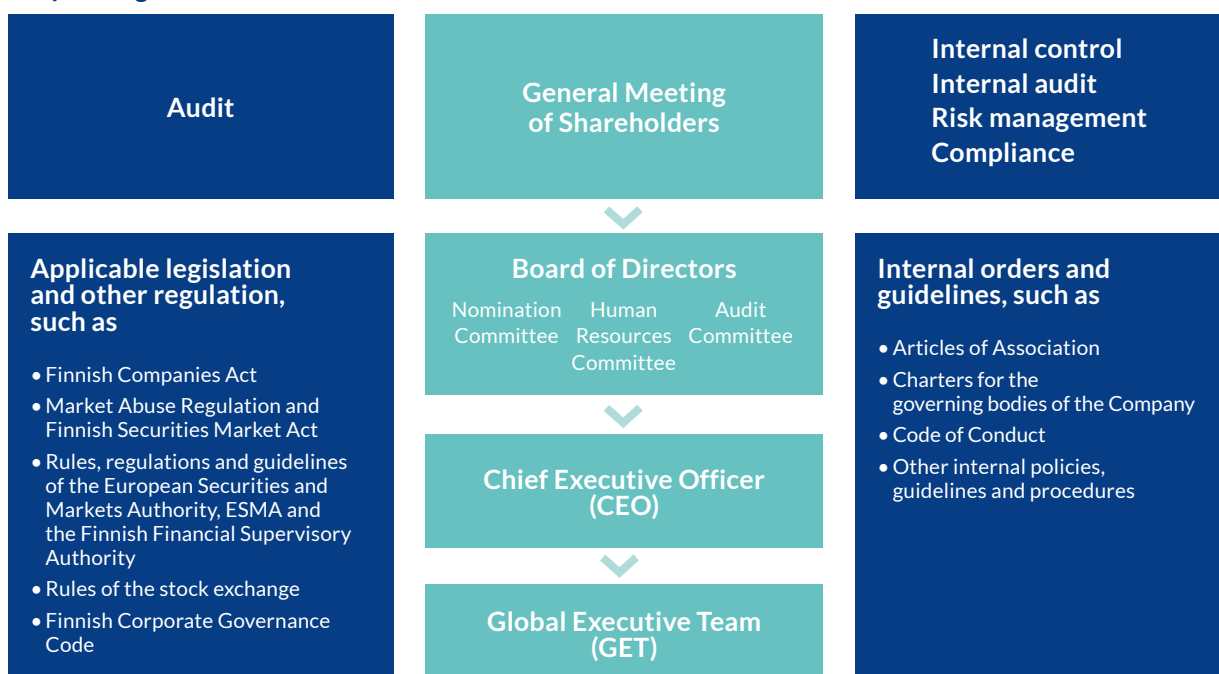 Audit
General Meeting
of Shareholders
Internal control
Internal audit
Risk management
Compliance
Applicable legislation
and other regulation,
such as
• Finnish Companies Act
• Market Abuse Regulation and
Finnish Securities Market Act
• Rules, regulations and guidelines
of the European Securities and
Markets Authority, ESMA and
the Finnish Financial Supervisory
Authority
• Rules of the stock exchange
• Finnish Corporate Governance
Code
Board of Directors
Nomination
Committee
Human
Resources
Committee
Audit
Committee
Chief Executive Officer
(CEO)
Global Executive Team
(GET)
Internal orders and
guidelines, such as
• Articles of Association
• Charters for the
governing bodies of the Company
• Code of Conduct
• Other internal policies,
guidelines and procedures